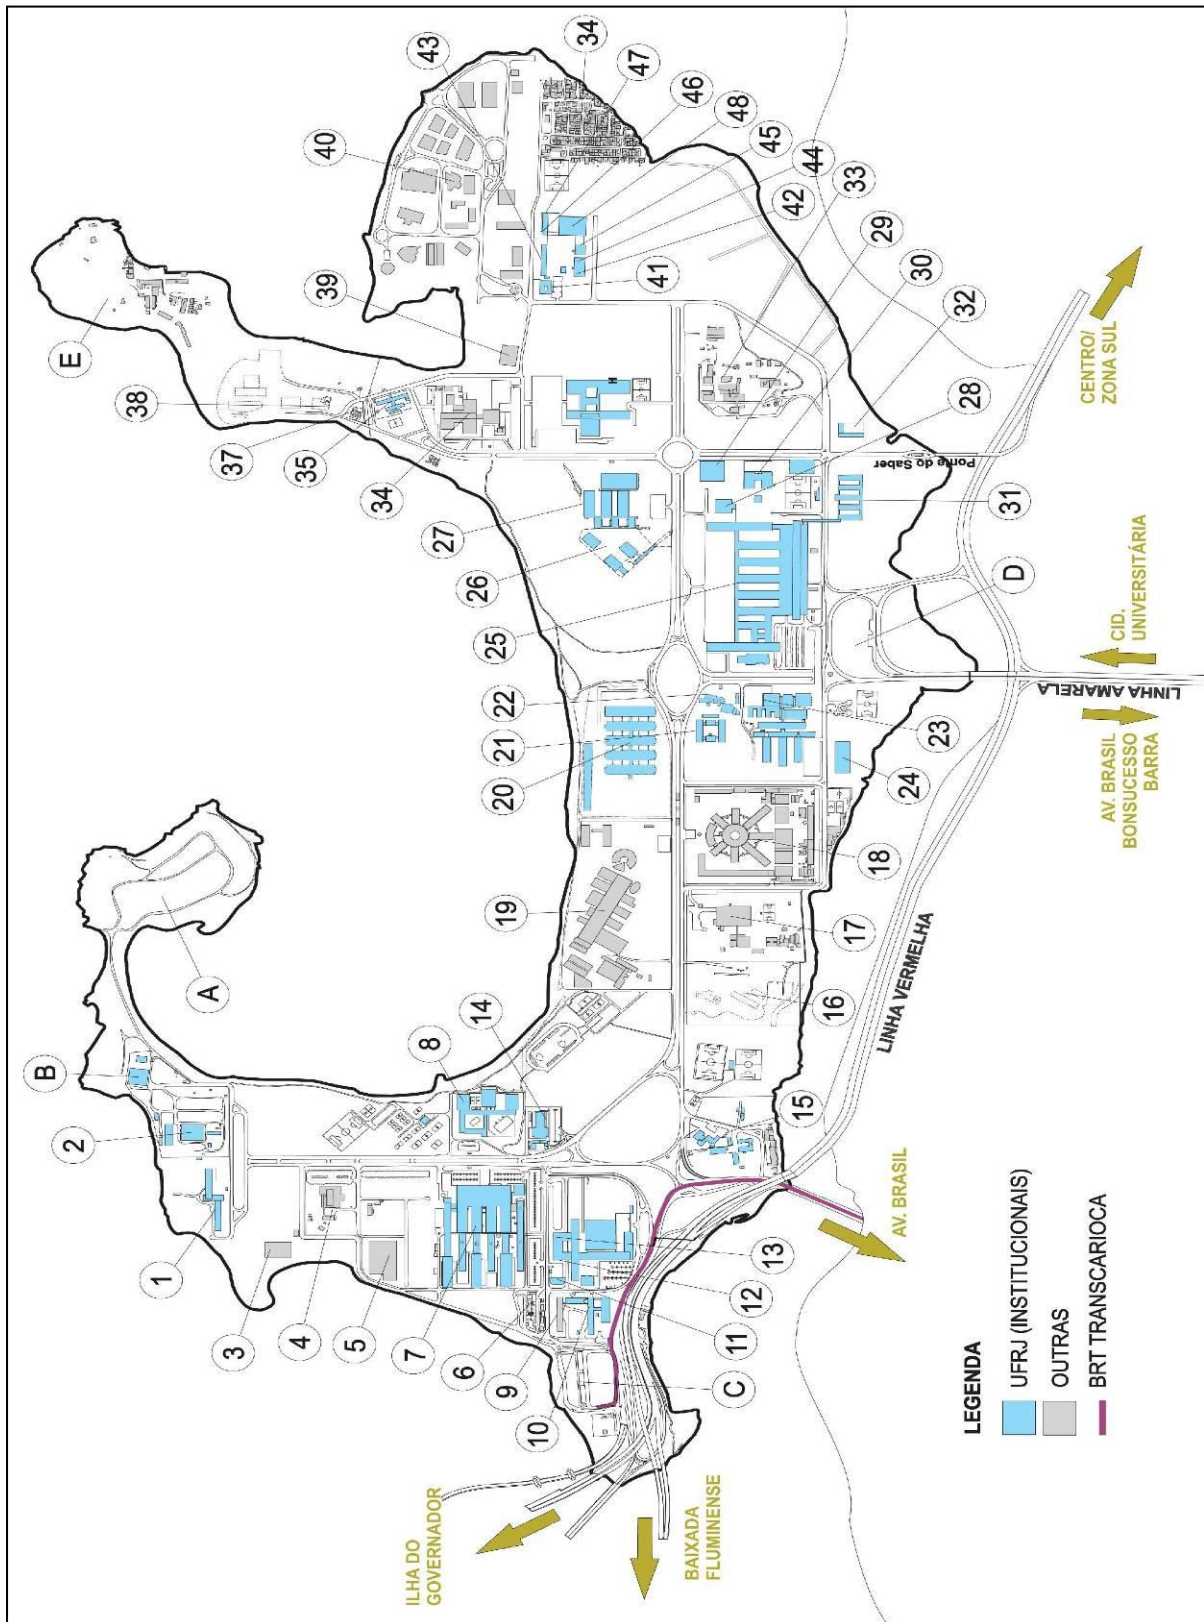 E
A
B
2
1
3
38
37
35
34
4
5
7
6
9
10
8
14
39
40
43
27
26
25
22
21
20
19
C
11
12
13
34
47
46
48
45
44
42
41
33
29
30
32
28
31
D
23
24
18
17
16
15
Ponte do Saber
ILHA DO
GOVERNADOR
BAIXADA
FLUMINENSE
AV. BRASIL
LINHA VERMELHA
AV. BRASIL
BONSUCESSO
BARRA
LINHA AMARELA
CID.
UNIVERSITÁRIA
CENTRO/
ZONA SUL
LEGENDA
UFRJ (INSTITUCIONAIS)
OUTRAS
BRT TRANSCARIOCA